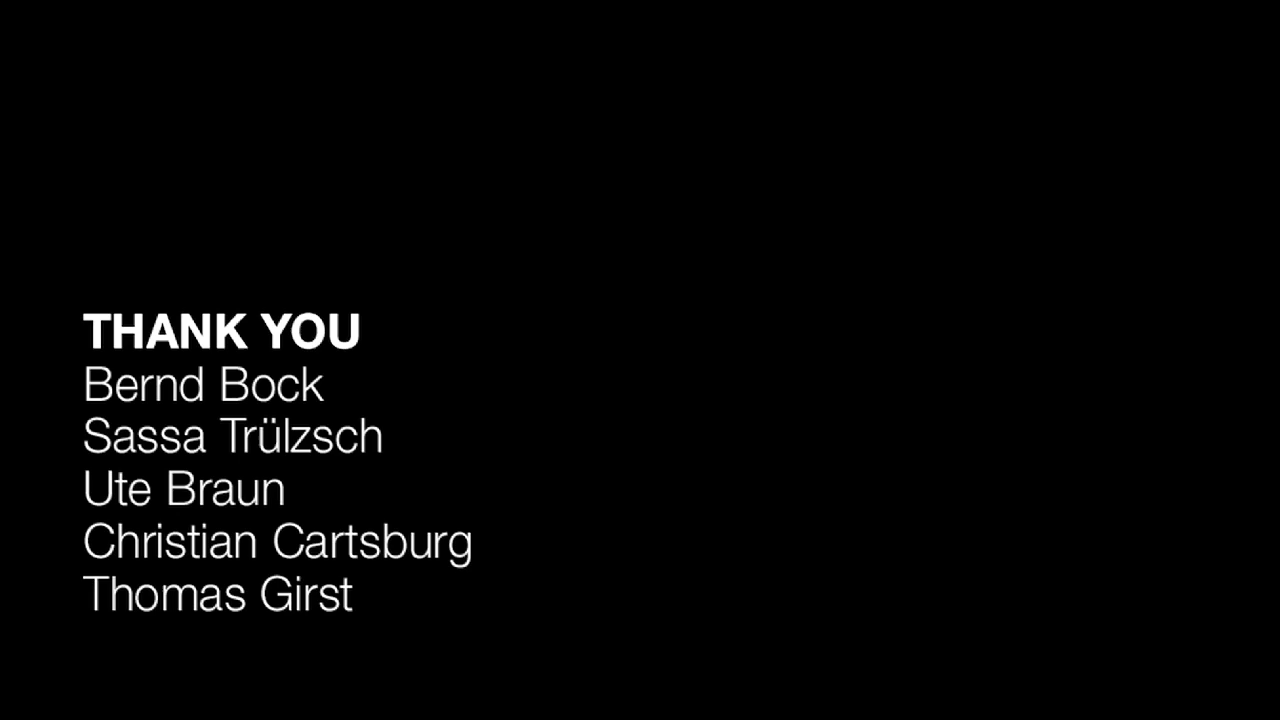 THANK YOU
Bernd Bock
Sassa Trülzsch
Ute Braun
Christian Cartsburg
Thomas Girst